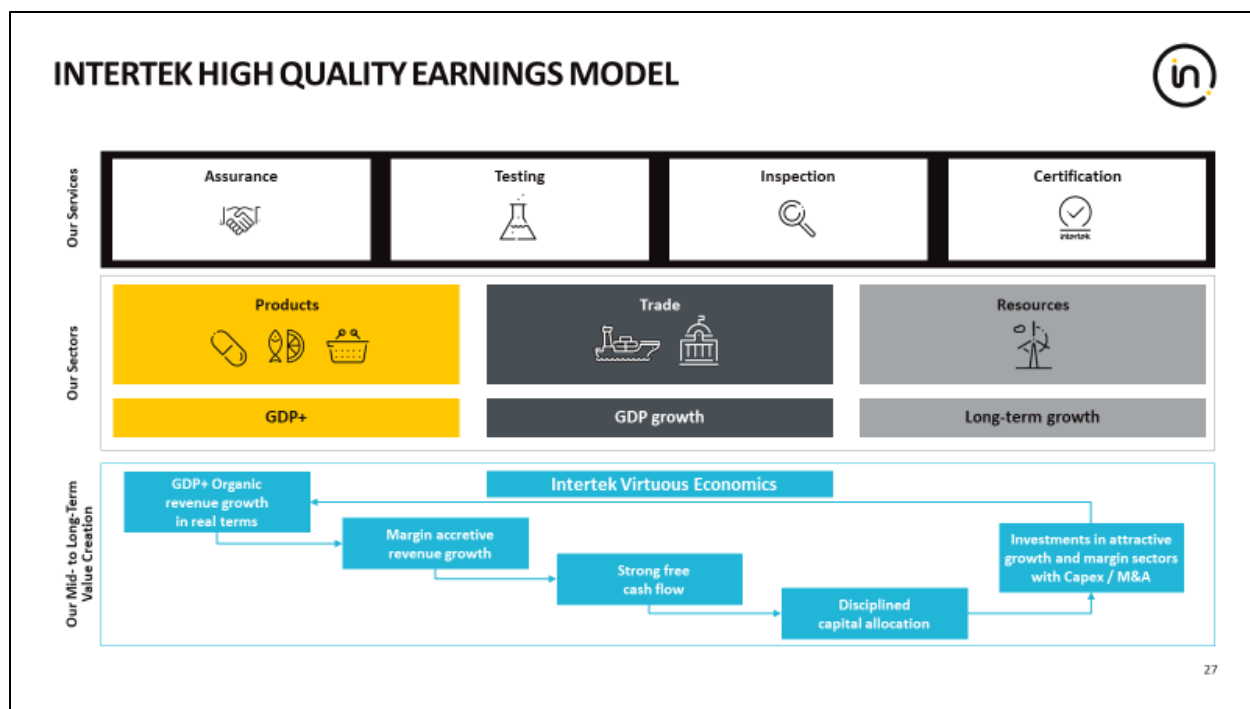 INTERTEK HIGH QUALITY EARNINGS MODEL
in
Our Services
Assurance
Testing
Inspection
Certification
intertek
Our Sectors
Products
Trade
Resources
GDP+
GDP growth
Long-term growth
Our Mid- to Long-Term
Value Creation
Intertek Virtuous Economics
GDP+ Organic
revenue growth
in real terms
Margin accretive
revenue growth
Strong free
cash flow
Disciplined
capital allocation
Investments in attractive
growth and margin sectors
with Capex / M&A
27